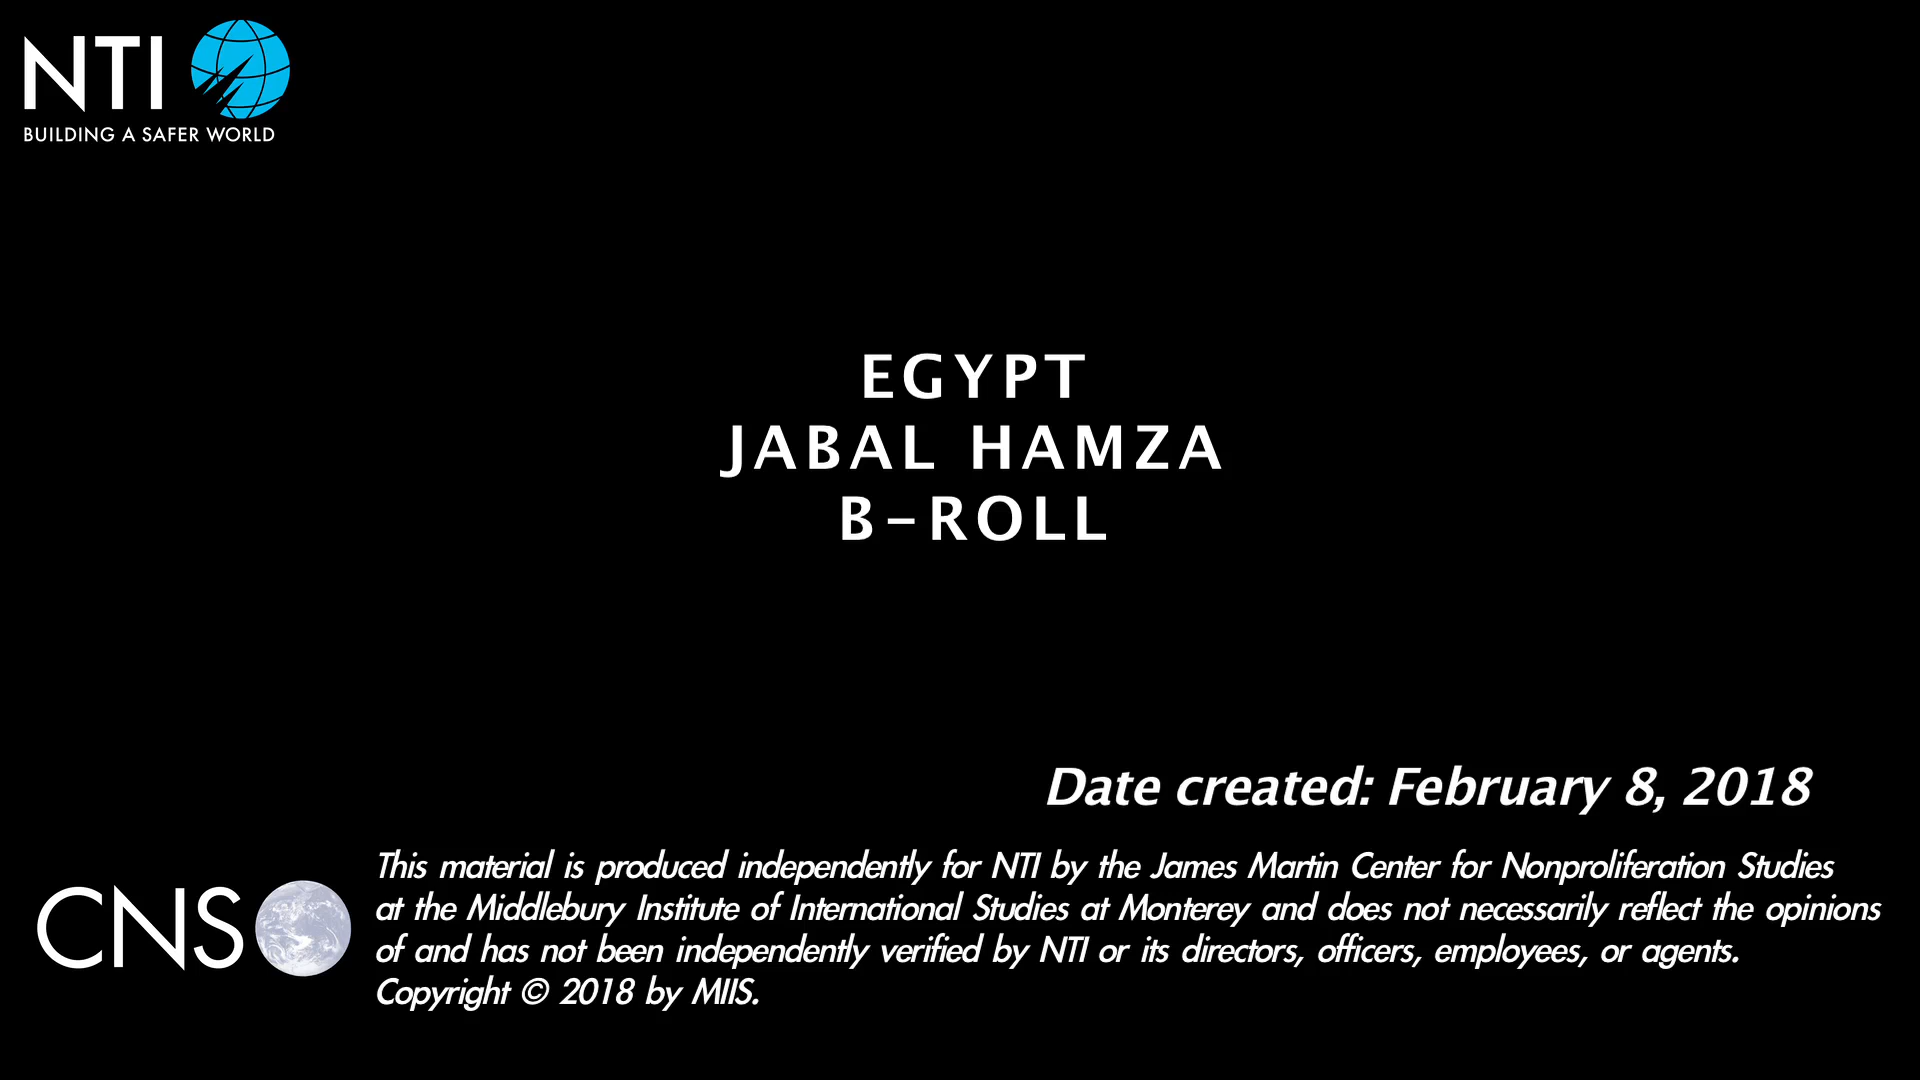 NTI
BUILDING A SAFER WORLD
EGYPT
JABAL HAMZA
B-ROLL
Date created: February 8, 2018
CNS
This material is produced independently for NTI by the James Martin Center for Nonproliferation Studies
at the Middlebury Institute of International Studies at Monterey and does not necessarily reflect the opinions
of and has not been independently verified by NTI or its directors, officers, employees, or agents.
Copyright © 2018 by MIIS.